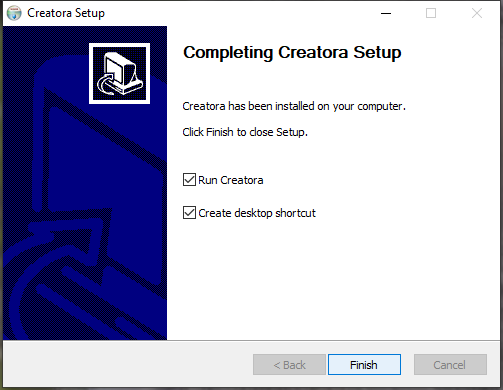 Creatora Setup
Completing Creatora Setup
Creatora has been installed on your computer.
Click Finish to close Setup.
Run Creatora
Create desktop shortcut
< Back
Finish
Cancel